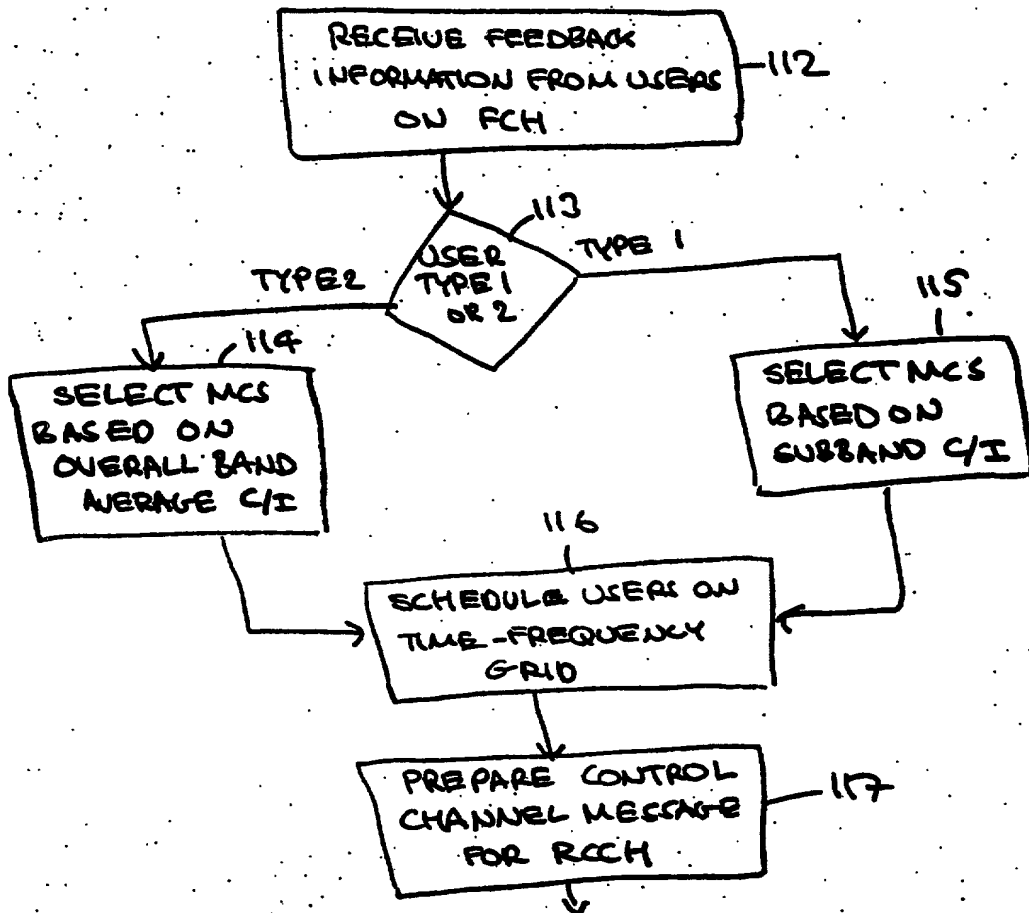 RECEIVE FEEDBACK
INFORMATION FROM USERS
ON FCH
112
113
USER
TYPE 1
OR 2
TYPE 1
TYPE 2
114
115
SELECT MCS
BASED ON
OVERALL BAND
AVERAGE C/I
SELECT MCS
BASED ON
SUBBAND C/I
116
SCHEDULE USERS ON
TIME-FREQUENCY
GRID
PREPARE CONTROL
CHANNEL MESSAGE
FOR RCCH
117